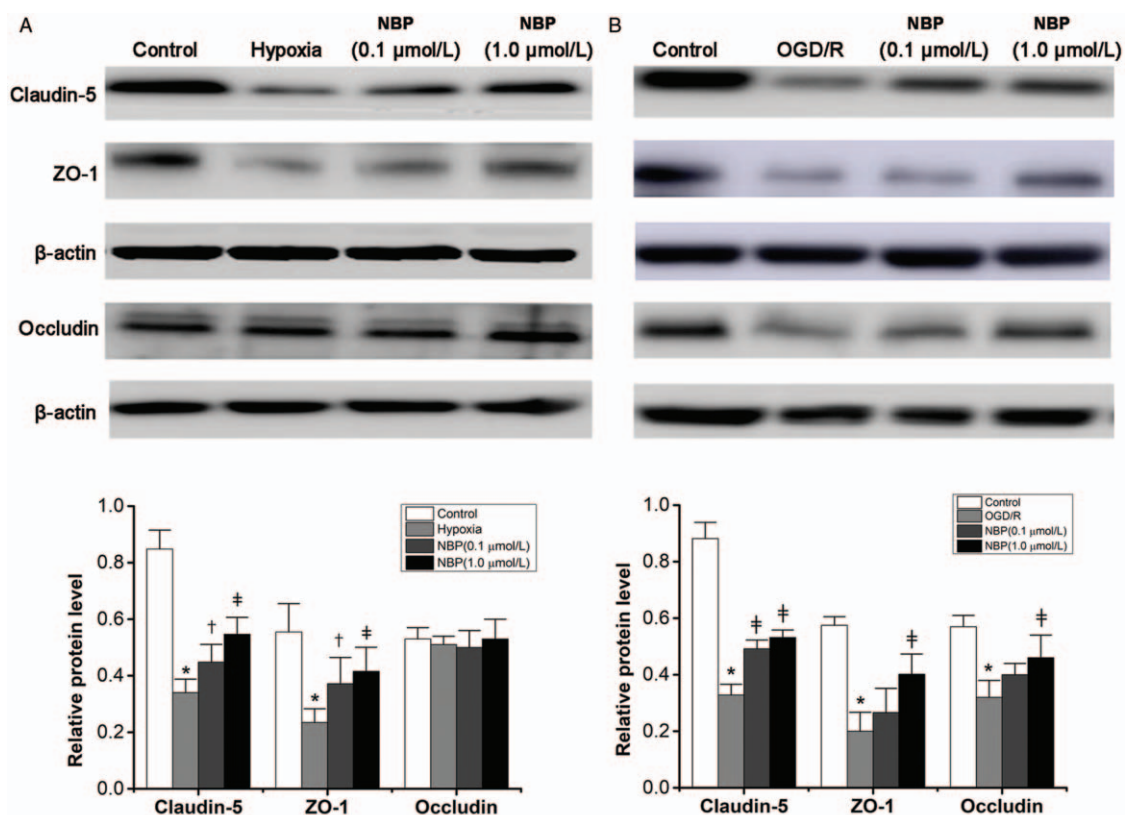 A
Control
Hypoxia
NBP
(0.1 μmol/L)
NBP
(1.0 μmol/L)
Claudin-5
ZO-1
β-actin
Occludin
β-actin
B
Control
OGD/R
NBP
(0.1 μmol/L)
NBP
(1.0 μmol/L)
Relative protein level
1.0
0.8
0.6
0.4
0.2
0.0
Control
Hypoxia
NBP(0.1 μmol/L)
NBP(1.0 μmol/L)
*
†
ǂ
*
†
ǂ
Claudin-5
ZO-1
Occludin
Relative protein level
1.0
0.8
0.6
0.4
0.2
0.0
Control
OGD/R
NBP(0.1 μmol/L)
NBP(1.0 μmol/L)
*
ǂ
ǂ
*
ǂ
*
ǂ
Claudin-5
ZO-1
Occludin